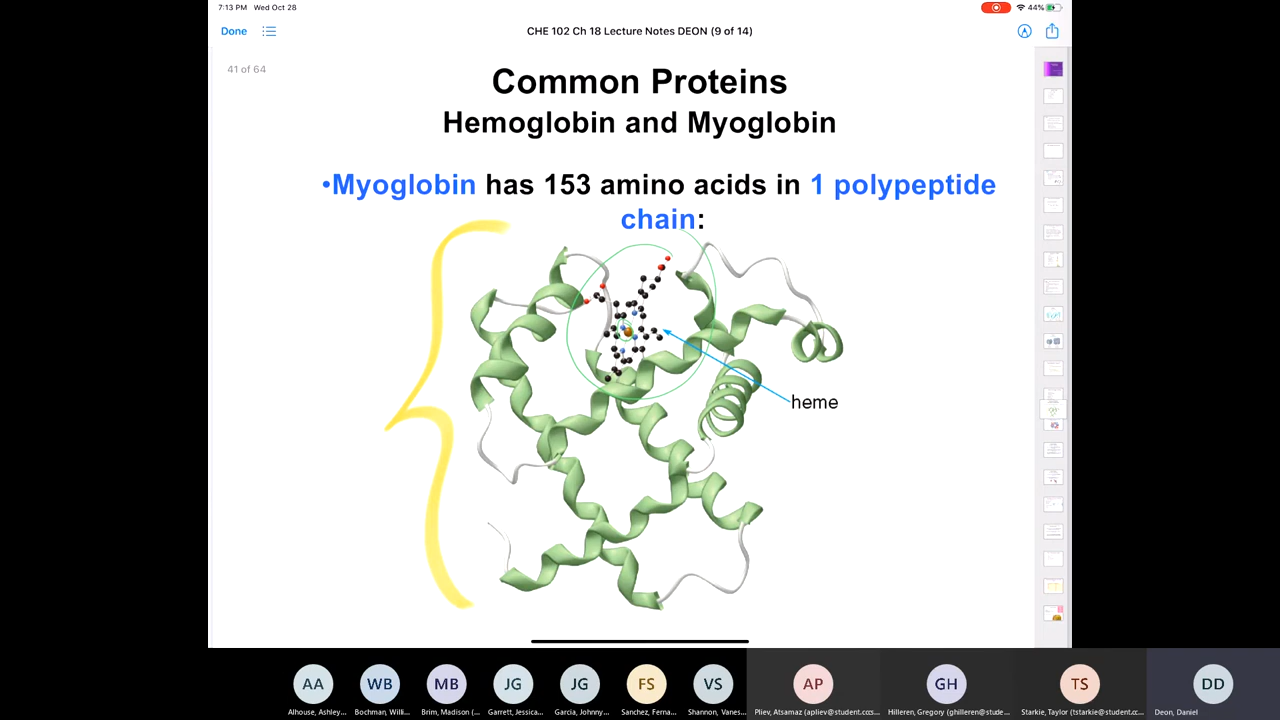 7:13 PM Wed Oct 28
44%
Done
CHE 102 Ch 18 Lecture Notes DEON (9 of 14)
41 of 64
Common Proteins
Hemoglobin and Myoglobin
•Myoglobin has 153 amino acids in 1 polypeptide
chain:
heme
AA WB MB JG JG FS VS AP GH TS DD
Alhouse, Ashley... Bochman, Willi... Brim, Madison (... Garrett, Jessica... Garcia, Johnny... Sanchez, Ferna... Shannon, Vanes... Pliev, Atsamaz (apliev@student.ccs... Hilleren, Gregory (ghilleren@stude... Starkie, Taylor (tstarkie@student.cc... Deon, Daniel